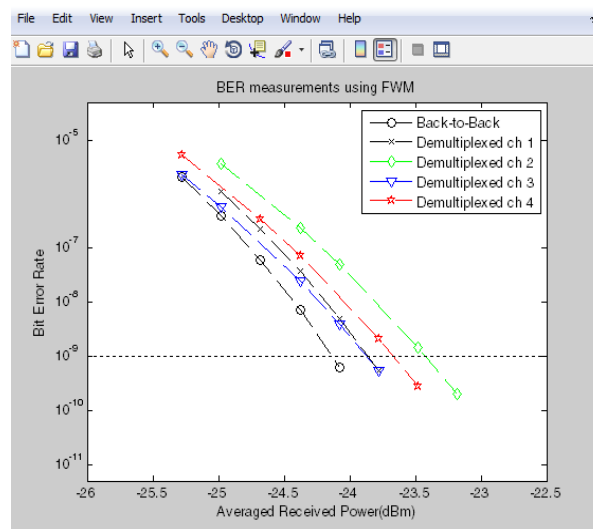 File Edit View Insert Tools Desktop Window Help
BER measurements using FWM
Back-to-Back
Demultiplexed ch 1
Demultiplexed ch 2
Demultiplexed ch 3
Demultiplexed ch 4
Bit Error Rate
10^-5
10^-7
10^-8
10^-9
10^-10
10^-11
-26 -25.5 -25 -24.5 -24 -23.5 -23 -22.5
Averaged Received Power(dBm)